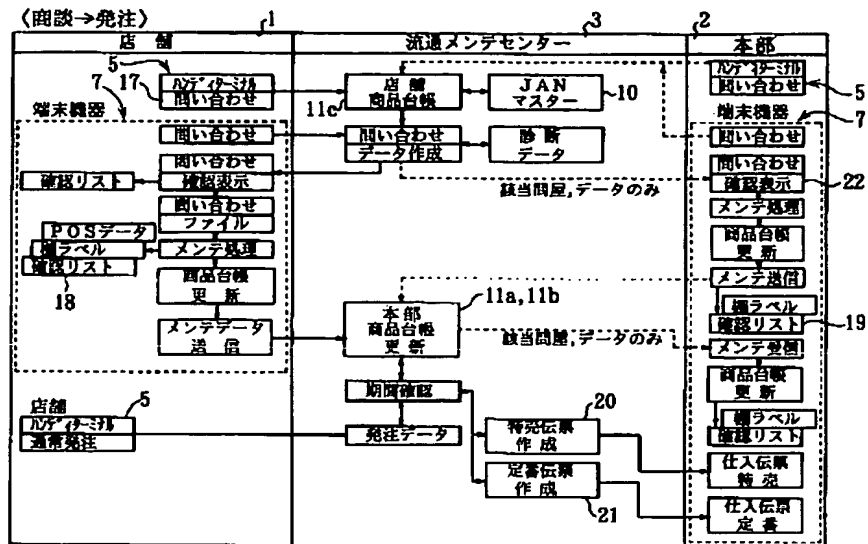 〈商談→発注〉
1
3
2
店 舗
流通メンテセンター
本部
5
ハンディターミナル
17
問い合わせ
7
端末機器
店 舗
商品台帳
11c
JAN
マスター
10
ハンディターミナル
問い合わせ
5
端末機器
7
問い合わせ
問い合わせ
データ作成
診 断
データ
問い合わせ
問い合わせ
確認表示
確認リスト
該当問屋,データのみ
問い合わせ
確認表示
22
問い合わせ
ファイル
メンテ処理
POSデータ
棚ラベル
確認リスト
18
メンテ処理
商品台帳
更 新
商品台帳
更 新
メンテ送信
棚ラベル
確認リスト
19
メンテデータ
送 信
11a,11b
本部
商品台帳
更 新
該当問屋,データのみ
メンテ受信
商品台帳
更 新
棚ラベル
確認リスト
期間確認
店舗
5
ハンディターミナル
通常発注
発注データ
20
特売伝票
作成
定番伝票
作成
21
仕入伝票
特 売
仕入伝票
定 番